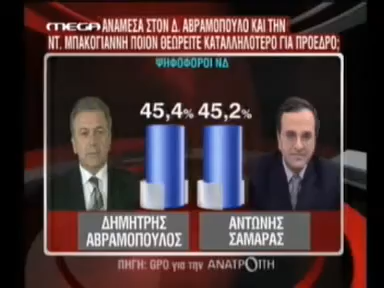 MEGA ΑΝΑΜΕΣΑ ΣΤΟΝ Δ. ΑΒΡΑΜΟΠΟΥΛΟ ΚΑΙ ΤΗΝ
ΝΤ. ΜΠΑΚΟΓΙΑΝΝΗ ΠΟΙΟΝ ΘΕΩΡΕΙΤΕ ΚΑΤΑΛΛΗΛΟΤΕΡΟ ΓΙΑ ΠΡΟΕΔΡΟ;
ΨΗΦΟΦΟΡΟΙ ΝΔ
45,4% 45,2%
ΔΗΜΗΤΡΗΣ
ΑΒΡΑΜΟΠΟΥΛΟΣ
ΑΝΤΩΝΗΣ
ΣΑΜΑΡΑΣ
ΠΗΓΗ: GPO για την ΑΝΑΤΡΟΠΗ